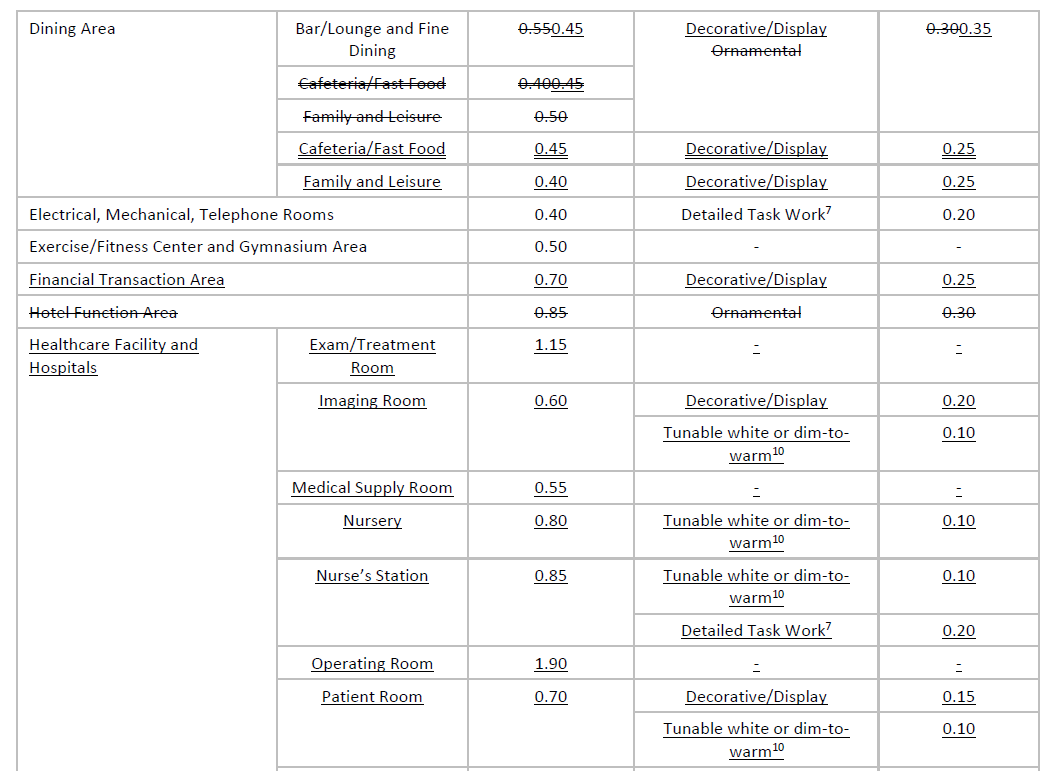 Dining Area Bar/Lounge and Fine 0.550.45 Decorative/Display 0.300.35
Dining Ornamental
Cafeteria/Fast Food 0.400.45
Family and Leisure 0.50
Cafeteria/Fast Food 0.45 Decorative/Display 0.25
Family and Leisure 0.40 Decorative/Display 0.25
Electrical, Mechanical, Telephone Rooms 0.40 Detailed Task Work7 0.20
Exercise/Fitness Center and Gymnasium Area 0.50 - -
Financial Transaction Area 0.70 Decorative/Display 0.25
Hotel Function Area 0.85 Ornamental 0.30
Healthcare Facility and Exam/Treatment 1.15 - -
Hospitals Room
Imaging Room 0.60 Decorative/Display 0.20
Tunable white or dim-to- 0.10
warm10
Medical Supply Room 0.55 - -
Nursery 0.80 Tunable white or dim-to- 0.10
warm10
Nurse’s Station 0.85 Tunable white or dim-to- 0.10
warm10
Detailed Task Work7 0.20
Operating Room 1.90 - -
Patient Room 0.70 Decorative/Display 0.15
Tunable white or dim-to- 0.10
warm10